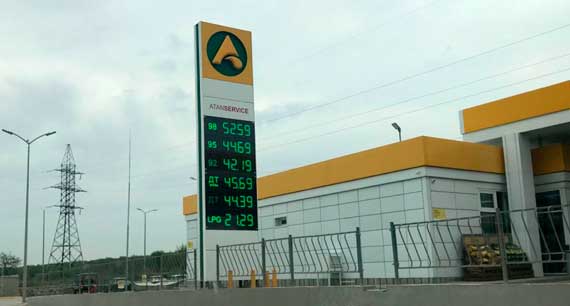 ATANSERVICE
98 52.59
95 44.69
92 42.19
ДТ 45.69
ДТ 44.39
LPG 21.29